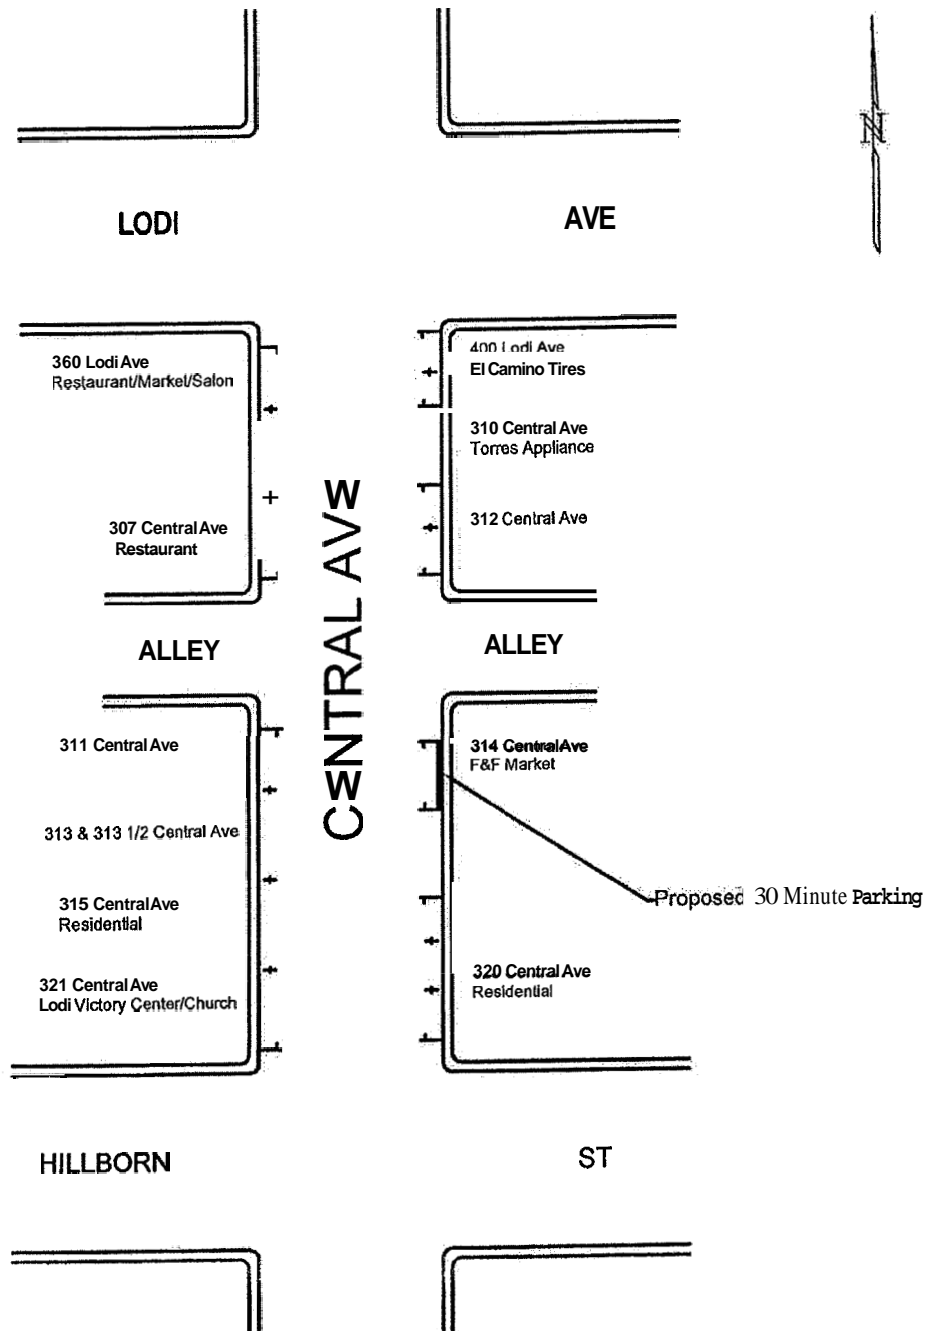 N
LODI
AVE
360 Lodi Ave
Restaurant/Market/Salon
400 Lodi Ave
El Camino Tires
310 Central Ave
Torres Appliance
307 Central Ave
Restaurant
312 Central Ave
CENTRAL AVE
ALLEY
ALLEY
311 Central Ave
314 Central Ave
F&F Market
313 & 313 1/2 Central Ave
315 Central Ave
Residential
Proposed 30 Minute Parking
321 Central Ave
Lodi Victory Center/Church
320 Central Ave
Residential
HILLBORN
ST